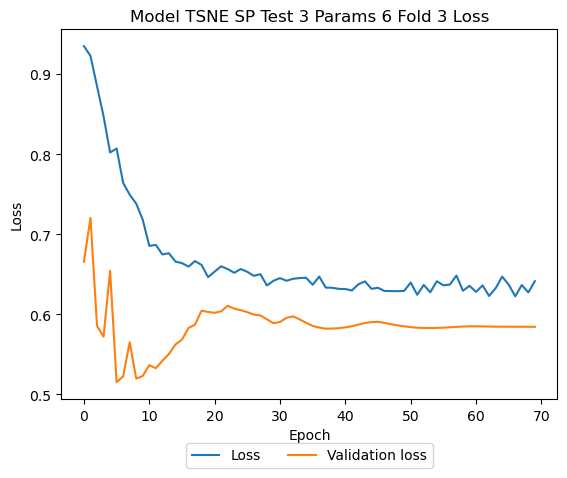 Model TSNE SP Test 3 Params 6 Fold 3 Loss
Loss
0.9
0.8
0.7
0.6
0.5
0 10 20 30 40 50 60 70
Epoch
Loss Validation loss